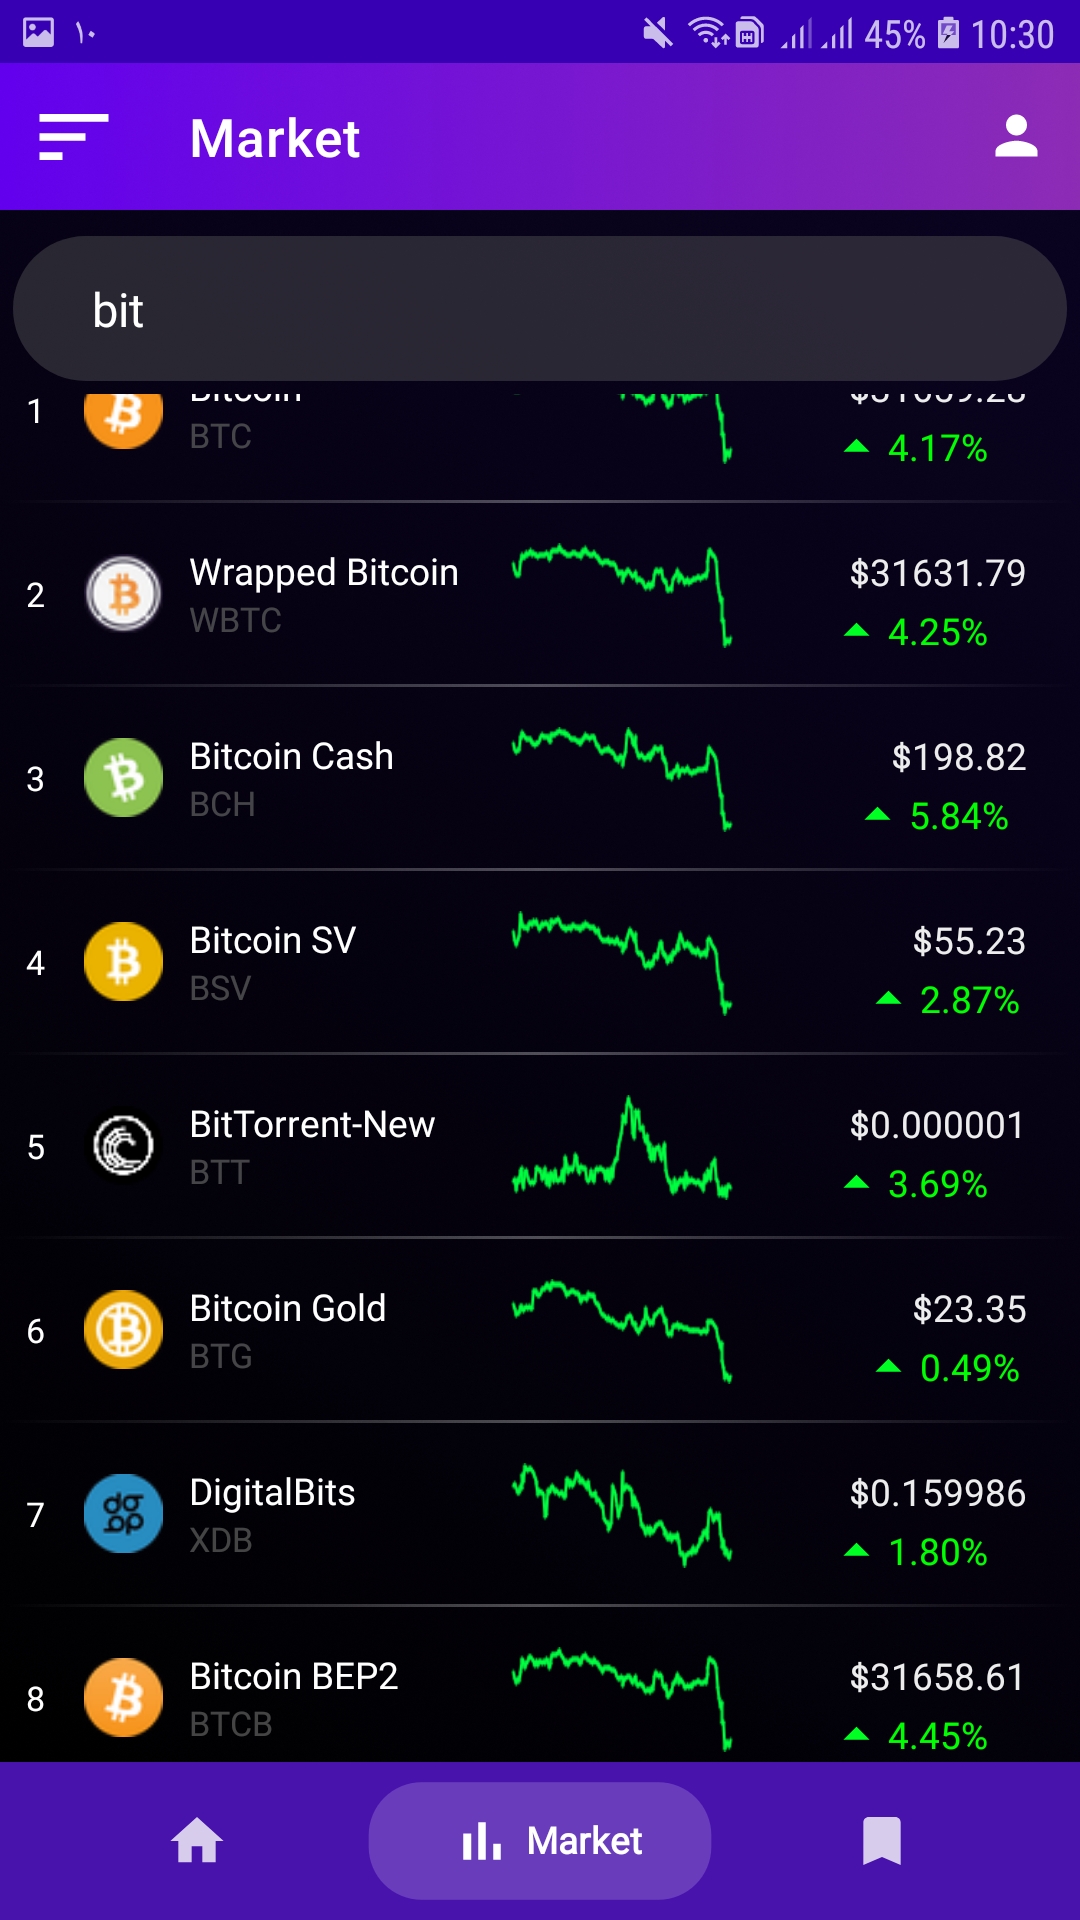 ١٠ 45% 10:30
Market
bit
1 Bitcoin
BTC 4.17%
2 Wrapped Bitcoin $31631.79
WBTC 4.25%
3 Bitcoin Cash $198.82
BCH 5.84%
4 Bitcoin SV $55.23
BSV 2.87%
5 BitTorrent-New $0.000001
BTT 3.69%
6 Bitcoin Gold $23.35
BTG 0.49%
7 DigitalBits $0.159986
XDB 1.80%
8 Bitcoin BEP2 $31658.61
BTCB 4.45%
Market